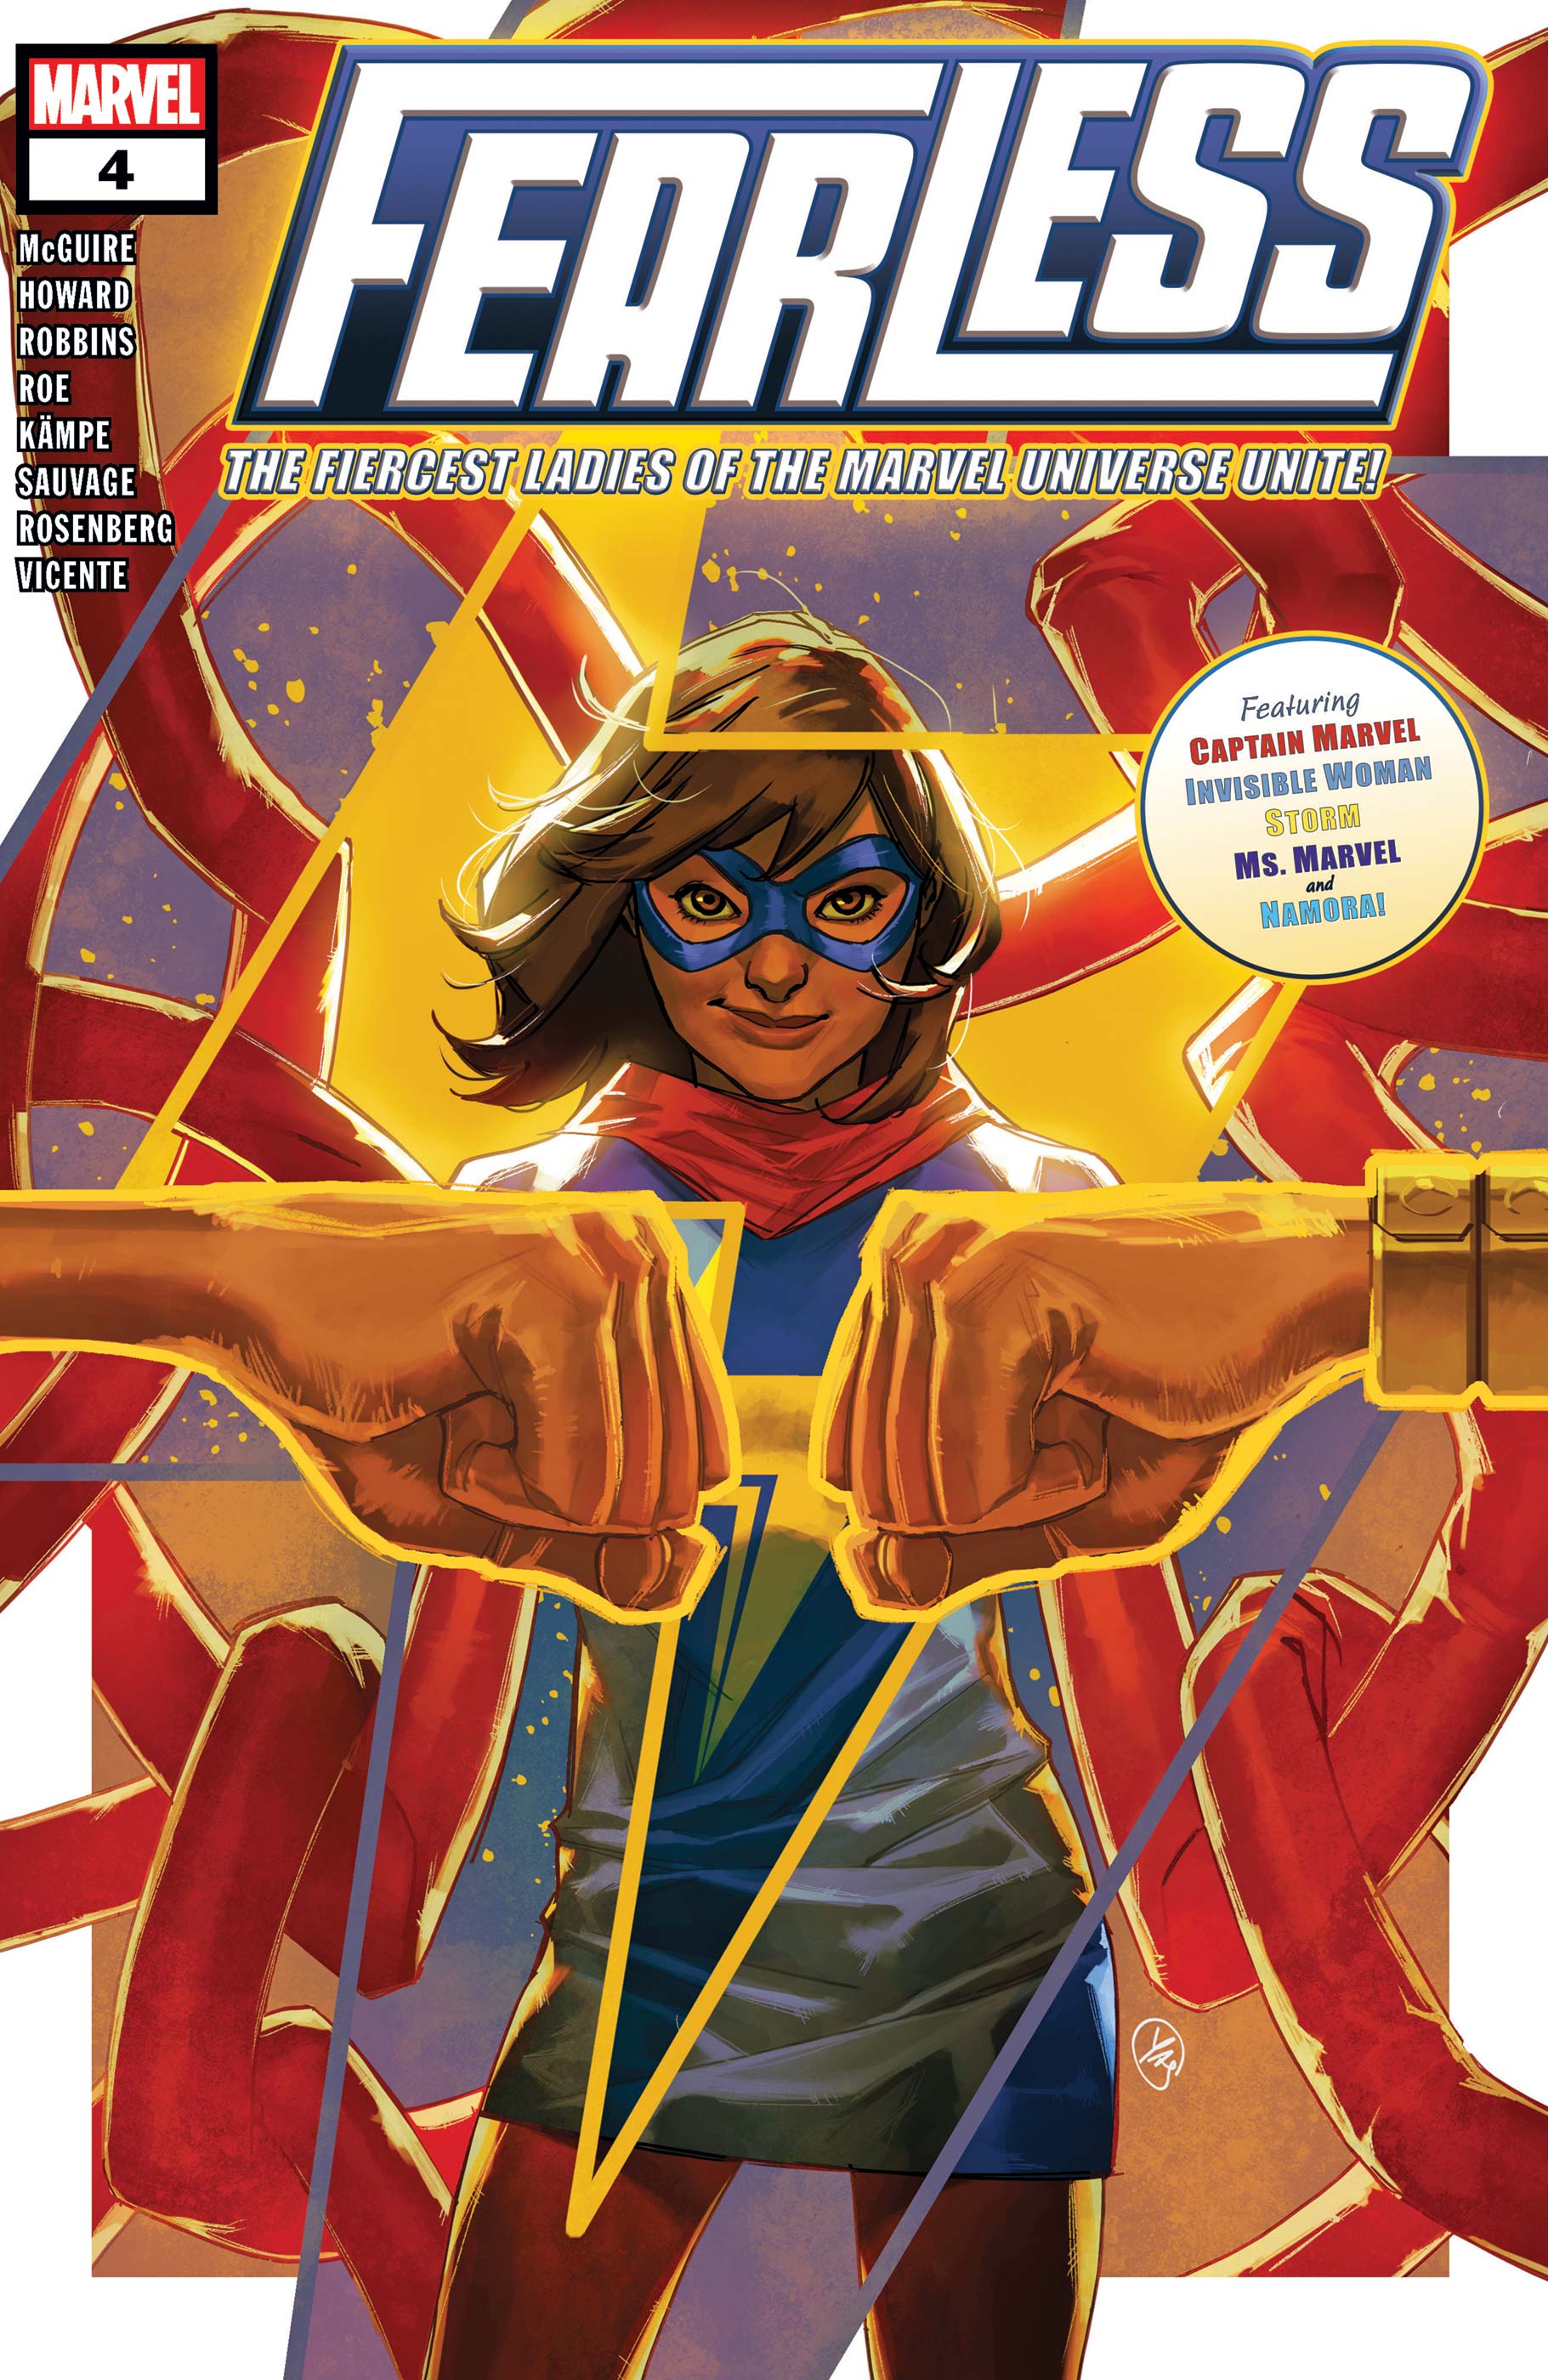 MARVEL
4
FEARLESS
McGUIRE
HOWARD
ROBBINS
ROE
KÄMPE
SAUVAGE
ROSENBERG
VICENTE
THE FIERCEST LADIES OF THE MARVEL UNIVERSE UNITE!
Featuring
CAPTAIN MARVEL
INVISIBLE WOMAN
STORM
MS. MARVEL
and
NAMORA!